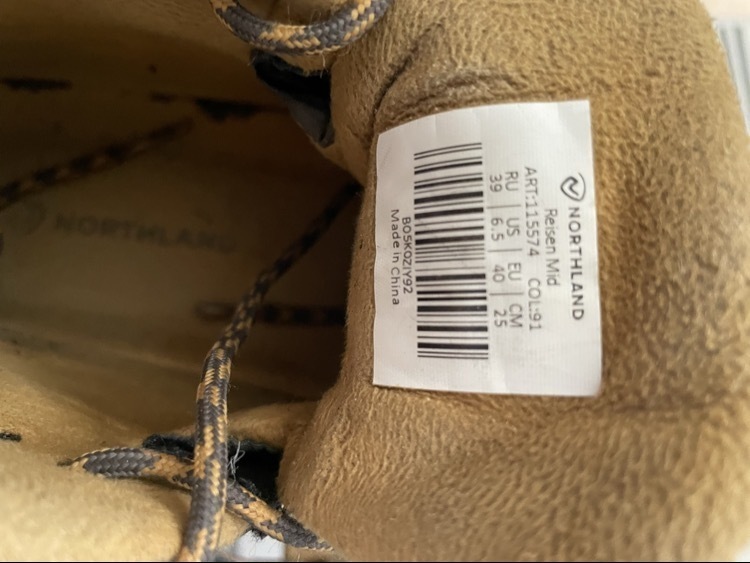 NORTHLAND
Reisen Mid
ART:115574 COL:91
RU | US | EU | CM
39 | 6.5 | 40 | 25
BO5KQZIY92
Made in China
NORTHLAND